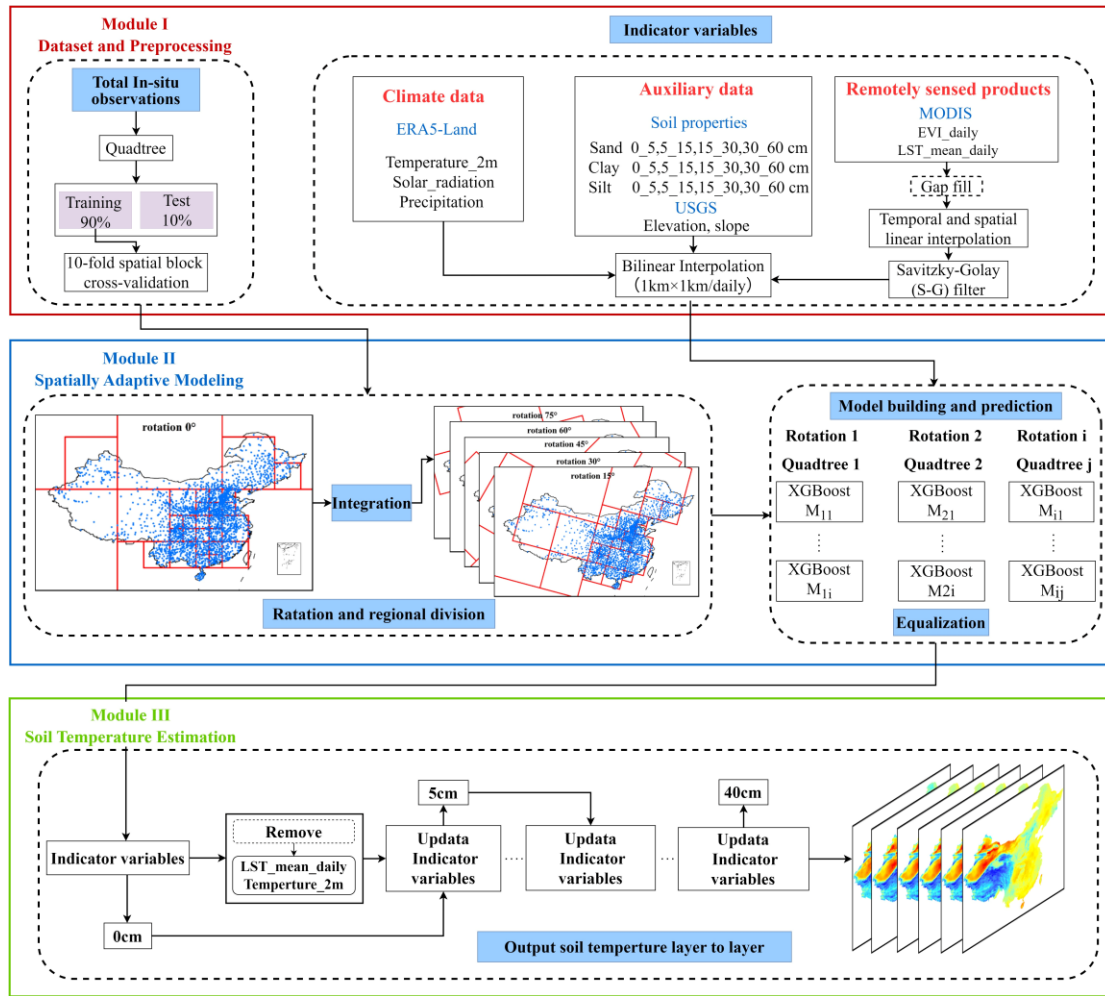 Module I
Dataset and Preprocessing
Total In-situ
observations
Quadtree
Training
90%
Test
10%
10-fold spatial block
cross-validation
Indicator variables
Climate data
ERA5-Land
Temperature_2m
Solar_radiation
Precipitation
Auxiliary data
Soil properties
Sand 0_5,5_15,15_30,30_60 cm
Clay 0_5,5_15,15_30,30_60 cm
Silt 0_5,5_15,15_30,30_60 cm
USGS
Elevation, slope
Remotely sensed products
MODIS
EVI_daily
LST_mean_daily
Gap fill
Temporal and spatial
linear interpolation
Savitzky-Golay
(S-G) filter
Bilinear Interpolation
（1km×1km/daily）
Module II
Spatially Adaptive Modeling
rotation 0°
Integration
rotation 75°
rotation 60°
rotation 45°
rotation 30°
rotation 15°
Ratation and regional division
Model building and prediction
Rotation 1 Rotation 2 Rotation i
Quadtree 1 Quadtree 2 Quadtree j
XGBoost
M11
XGBoost
M21
XGBoost
Mi1
⋮ ⋮ ⋮
XGBoost
M1i
XGBoost
M2i
XGBoost
Mij
Equalization
Module III
Soil Temperature Estimation
Indicator variables
0cm
Remove
LST_mean_daily
Temperture_2m
5cm
Updata
Indicator
variables
......
Updata
Indicator
variables
...
40cm
Updata
Indicator
variables
Output soil temperture layer to layer